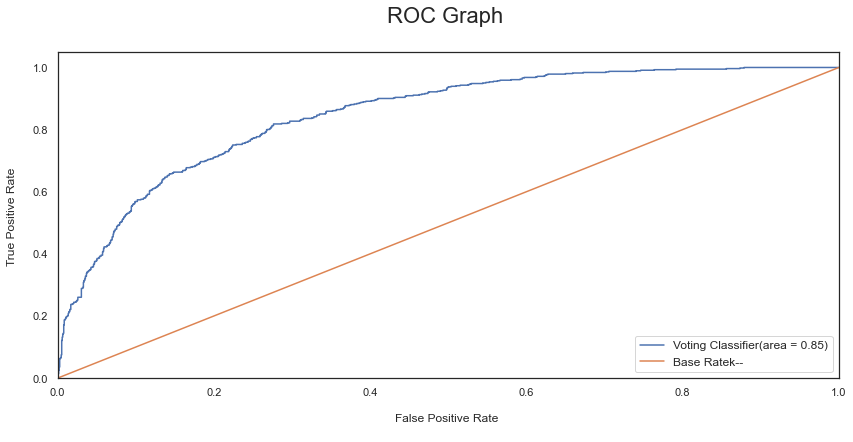 ROC Graph
1.0
0.8
0.6
0.4
0.2
0.0
True Positive Rate
Voting Classifier(area = 0.85)
Base Ratek--
0.0 0.2 0.4 0.6 0.8 1.0
False Positive Rate